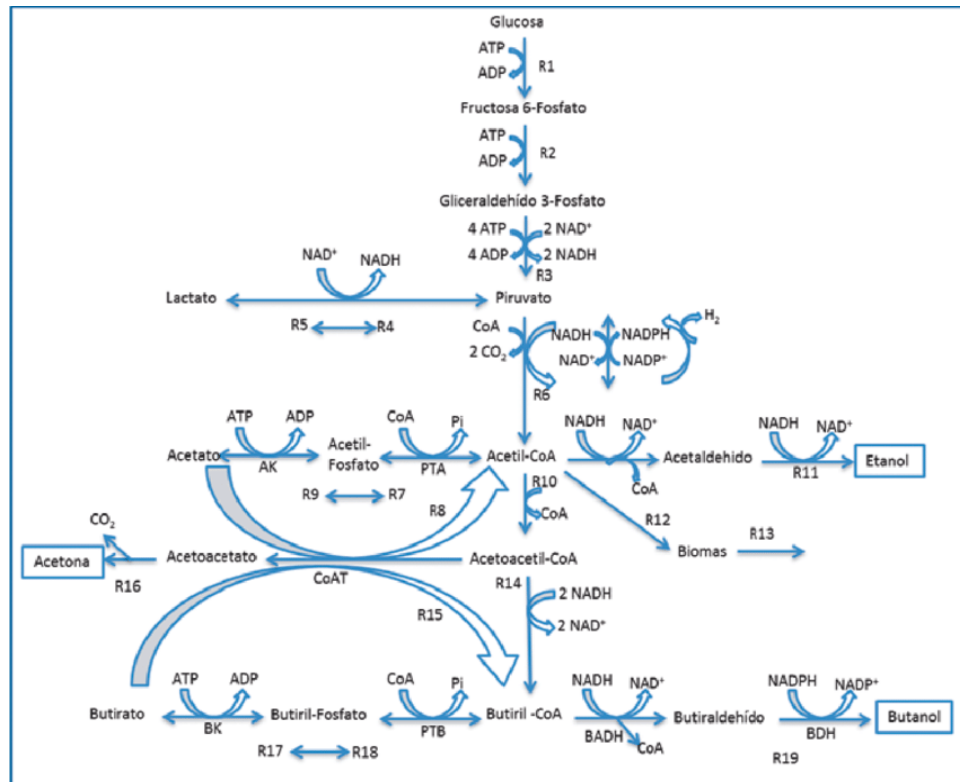 Glucosa
ATP
ADP
R1
Fructosa 6-Fosfato
ATP
ADP
R2
Gliceraldehído 3-Fosfato
4 ATP
2 NAD⁺
4 ADP
2 NADH
R3
NAD⁺
NADH
Lactato
Piruvato
R5
R4
CoA
2 CO₂
NADH
NADPH
H₂
NAD⁺
NADP⁺
R6
ATP
ADP
CoA
Pi
NADH
NAD⁺
NADH
NAD⁺
Acetato
Acetil-
Fosfato
Acetil-CoA
Acetaldehido
Etanol
AK
PTA
R11
R9
R7
R8
R10
CoA
CoA
R12
R13
Biomas
CO₂
Acetona
Acetoacetato
Acetoacetil-CoA
R16
CoAT
R14
2 NADH
R15
2 NAD⁺
ATP
ADP
CoA
Pi
NADH
NAD⁺
NADPH
NADP⁺
Butirato
Butiril-Fosfato
Butiril -CoA
Butiraldehído
Butanol
BK
PTB
BADH
CoA
BDH
R17
R18
R19